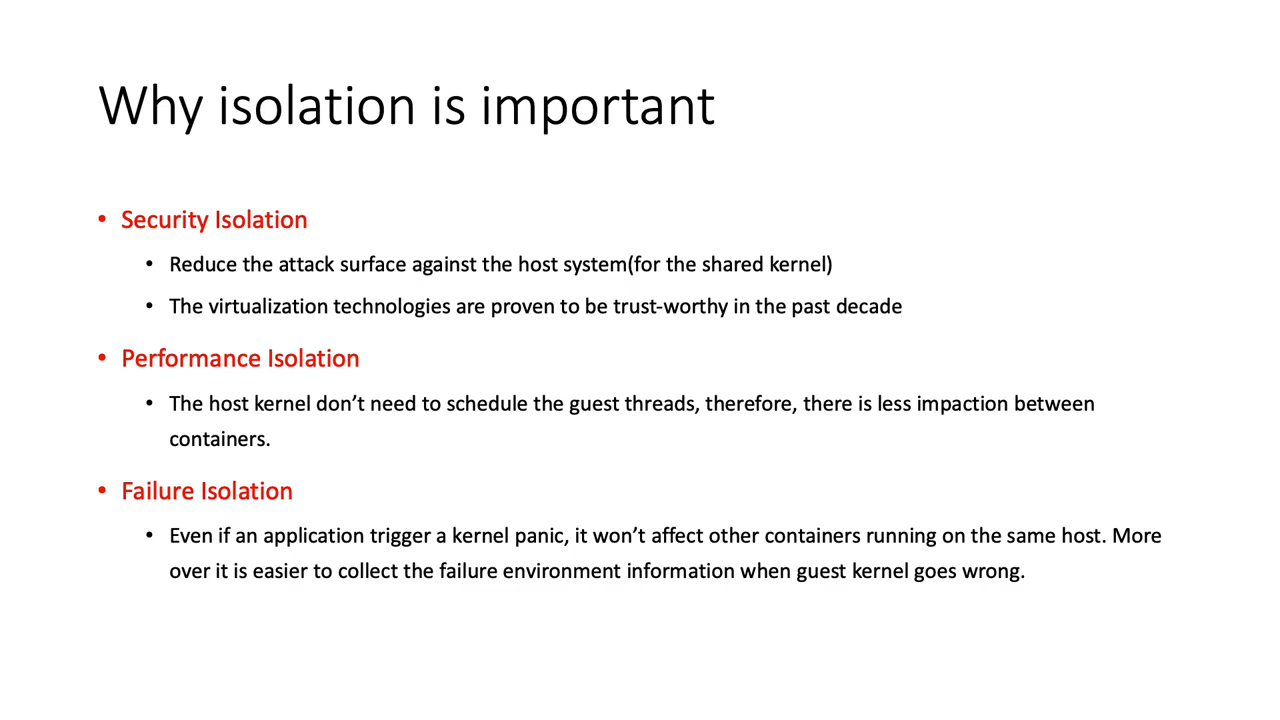 Why isolation is important
• Security Isolation
• Reduce the attack surface against the host system(for the shared kernel)
• The virtualization technologies are proven to be trust-worthy in the past decade
• Performance Isolation
• The host kernel don’t need to schedule the guest threads, therefore, there is less impaction between
containers.
• Failure Isolation
• Even if an application trigger a kernel panic, it won’t affect other containers running on the same host. More
over it is easier to collect the failure environment information when guest kernel goes wrong.